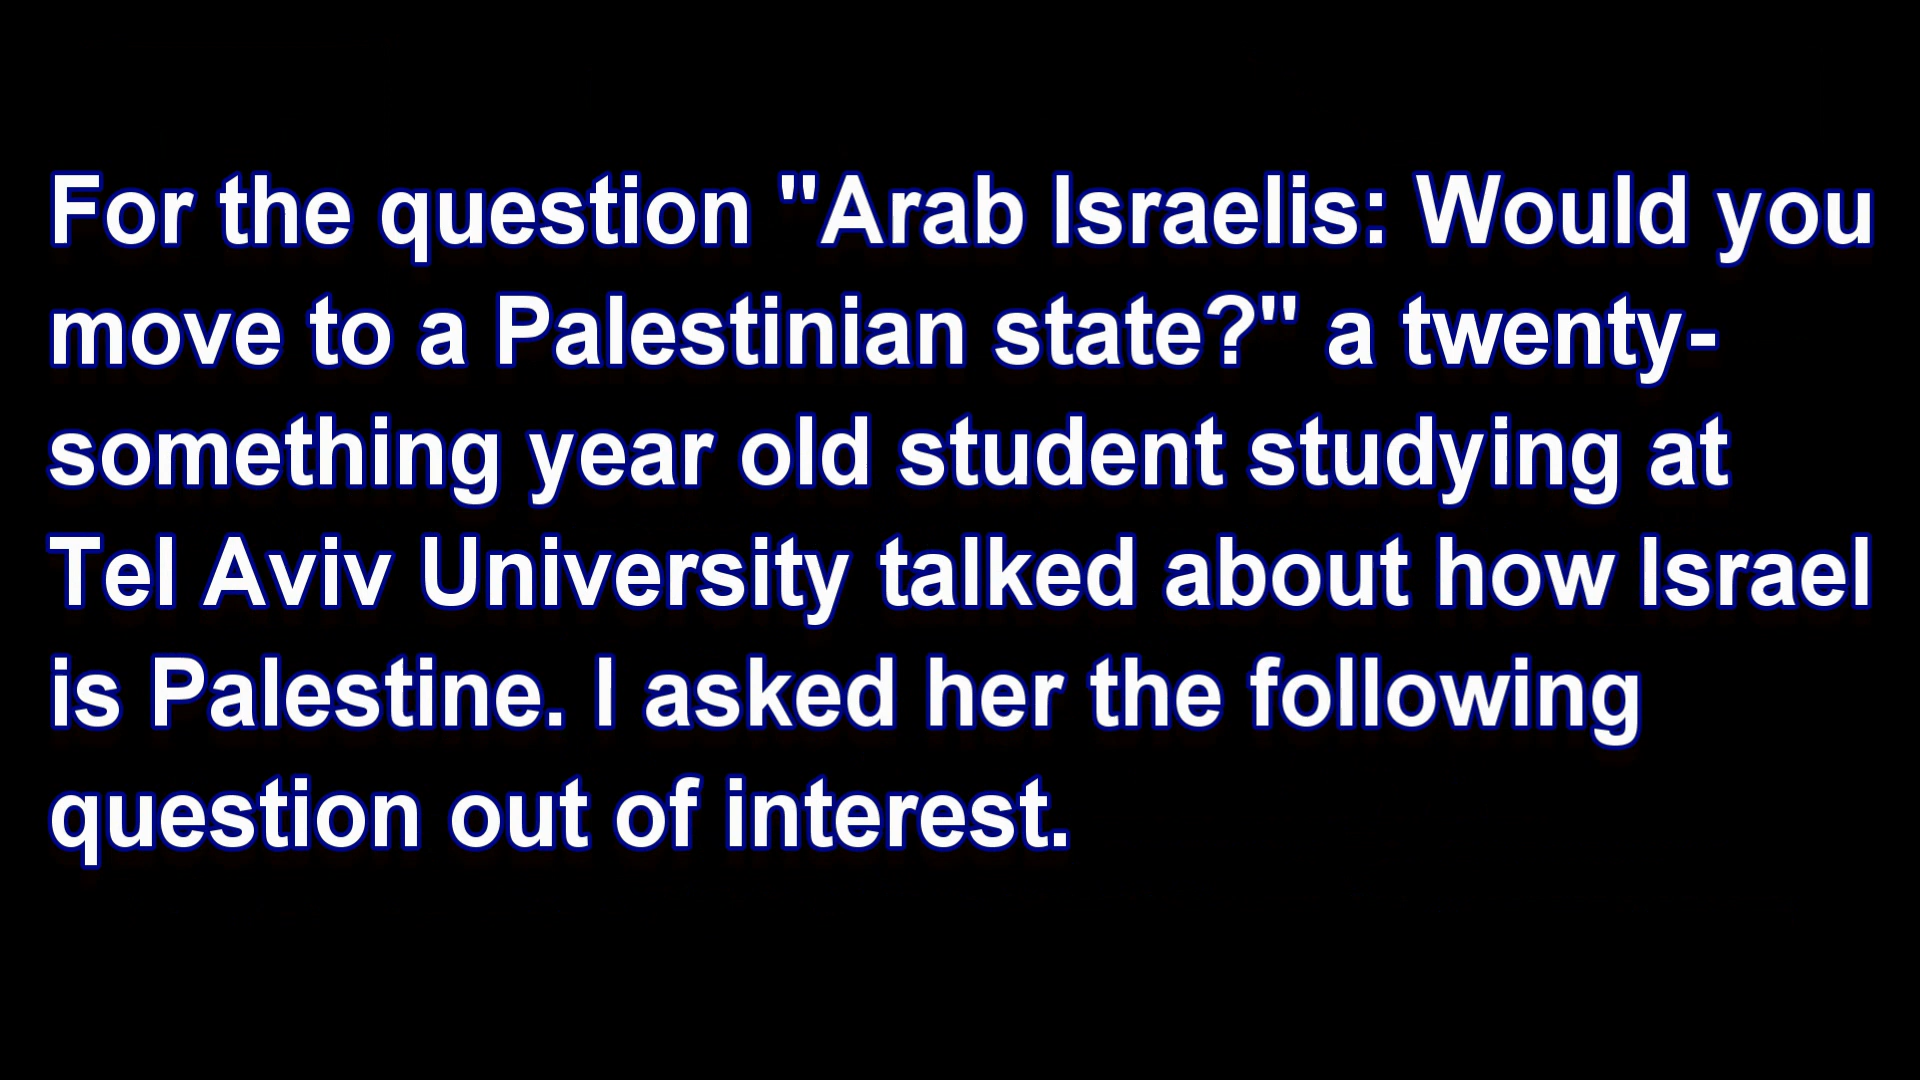 For the question "Arab Israelis: Would you
move to a Palestinian state?" a twenty-
something year old student studying at
Tel Aviv University talked about how Israel
is Palestine. I asked her the following
question out of interest.